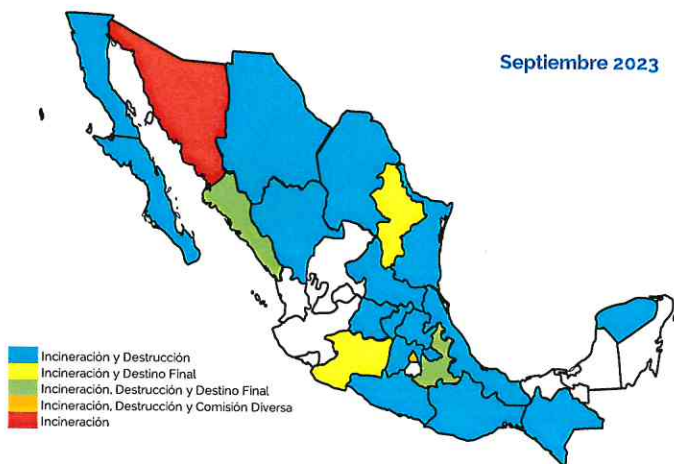 Septiembre 2023
Incineración y Destrucción
Incineración y Destino Final
Incineración, Destrucción y Destino Final
Incineración, Destrucción y Comisión Diversa
Incineración